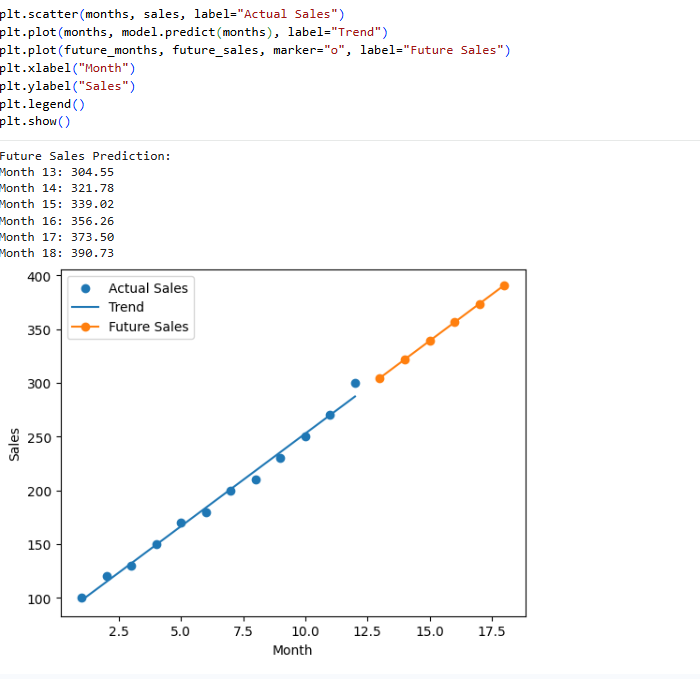 plt.scatter(months, sales, label="Actual Sales")
plt.plot(months, model.predict(months), label="Trend")
plt.plot(future_months, future_sales, marker="o", label="Future Sales")
plt.xlabel("Month")
plt.ylabel("Sales")
plt.legend()
plt.show()
Future Sales Prediction:
Month 13: 304.55
Month 14: 321.78
Month 15: 339.02
Month 16: 356.26
Month 17: 373.50
Month 18: 390.73
Actual Sales
Trend
Future Sales
400
350
300
250
200
150
100
Sales
2.5 5.0 7.5 10.0 12.5 15.0 17.5
Month